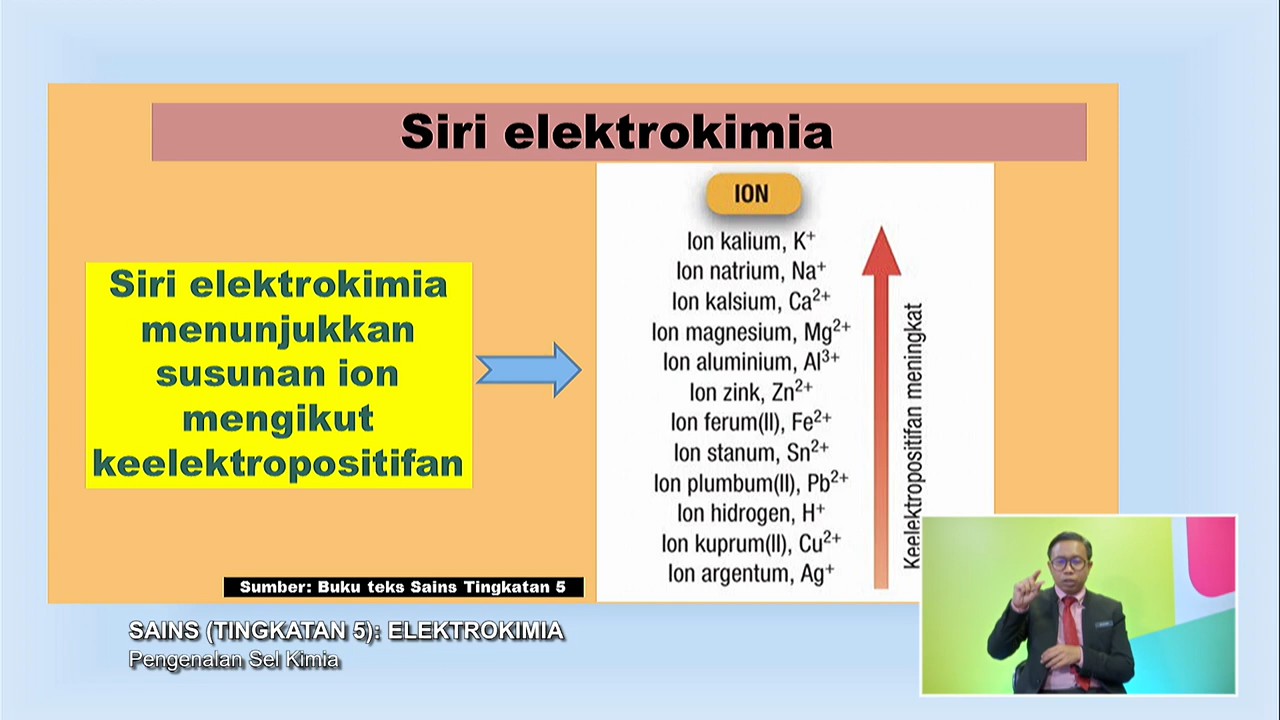 Siri elektrokimia
Siri elektrokimia
menunjukkan
susunan ion
mengikut
keelektropositifan
ION
Ion kalium, K⁺
Ion natrium, Na⁺
Ion kalsium, Ca²⁺
Ion magnesium, Mg²⁺
Ion aluminium, Al³⁺
Ion zink, Zn²⁺
Ion ferum(II), Fe²⁺
Ion stanum, Sn²⁺
Ion plumbum(II), Pb²⁺
Ion hidrogen, H⁺
Ion kuprum(II), Cu²⁺
Ion argentum, Ag⁺
Keelektropositifan meningkat
Sumber: Buku teks Sains Tingkatan 5
SAINS (TINGKATAN 5): ELEKTROKIMIA
Pengenalan Sel Kimia